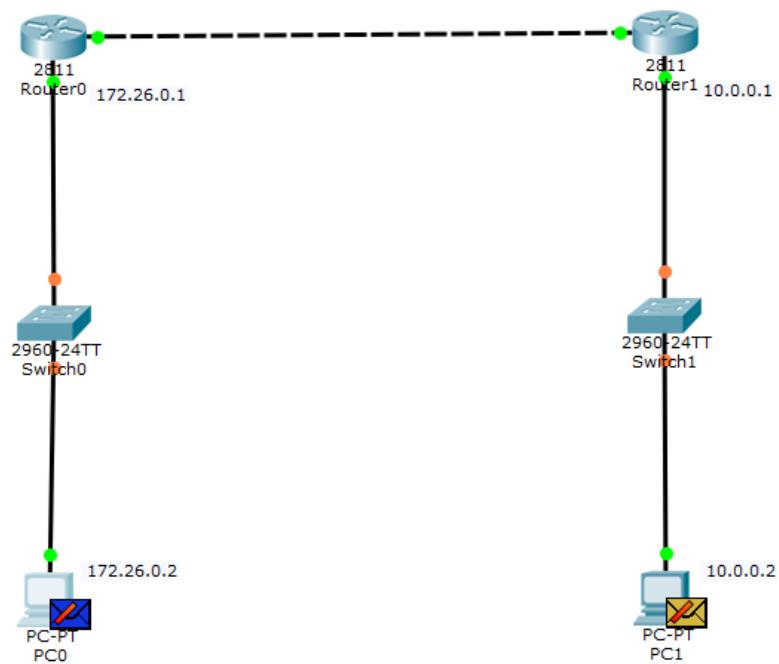 2811
Router0
172.26.0.1
2811
Router1
10.0.0.1
2960-24TT
Switch0
2960-24TT
Switch1
172.26.0.2
PC-PT
PC0
10.0.0.2
PC-PT
PC1